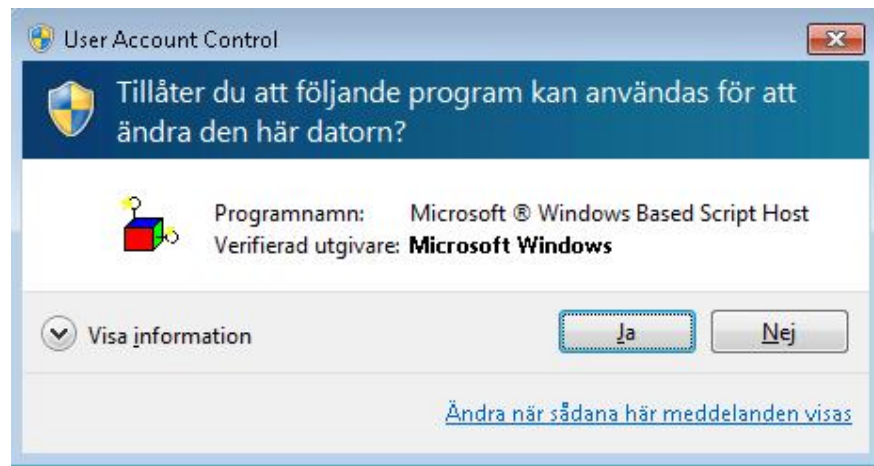 User Account Control
Tillåter du att följande program kan användas för att
ändra den här datorn?
Programnamn: Microsoft ® Windows Based Script Host
Verifierad utgivare: Microsoft Windows
Visa information
Ja
Nej
Ändra när sådana här meddelanden visas